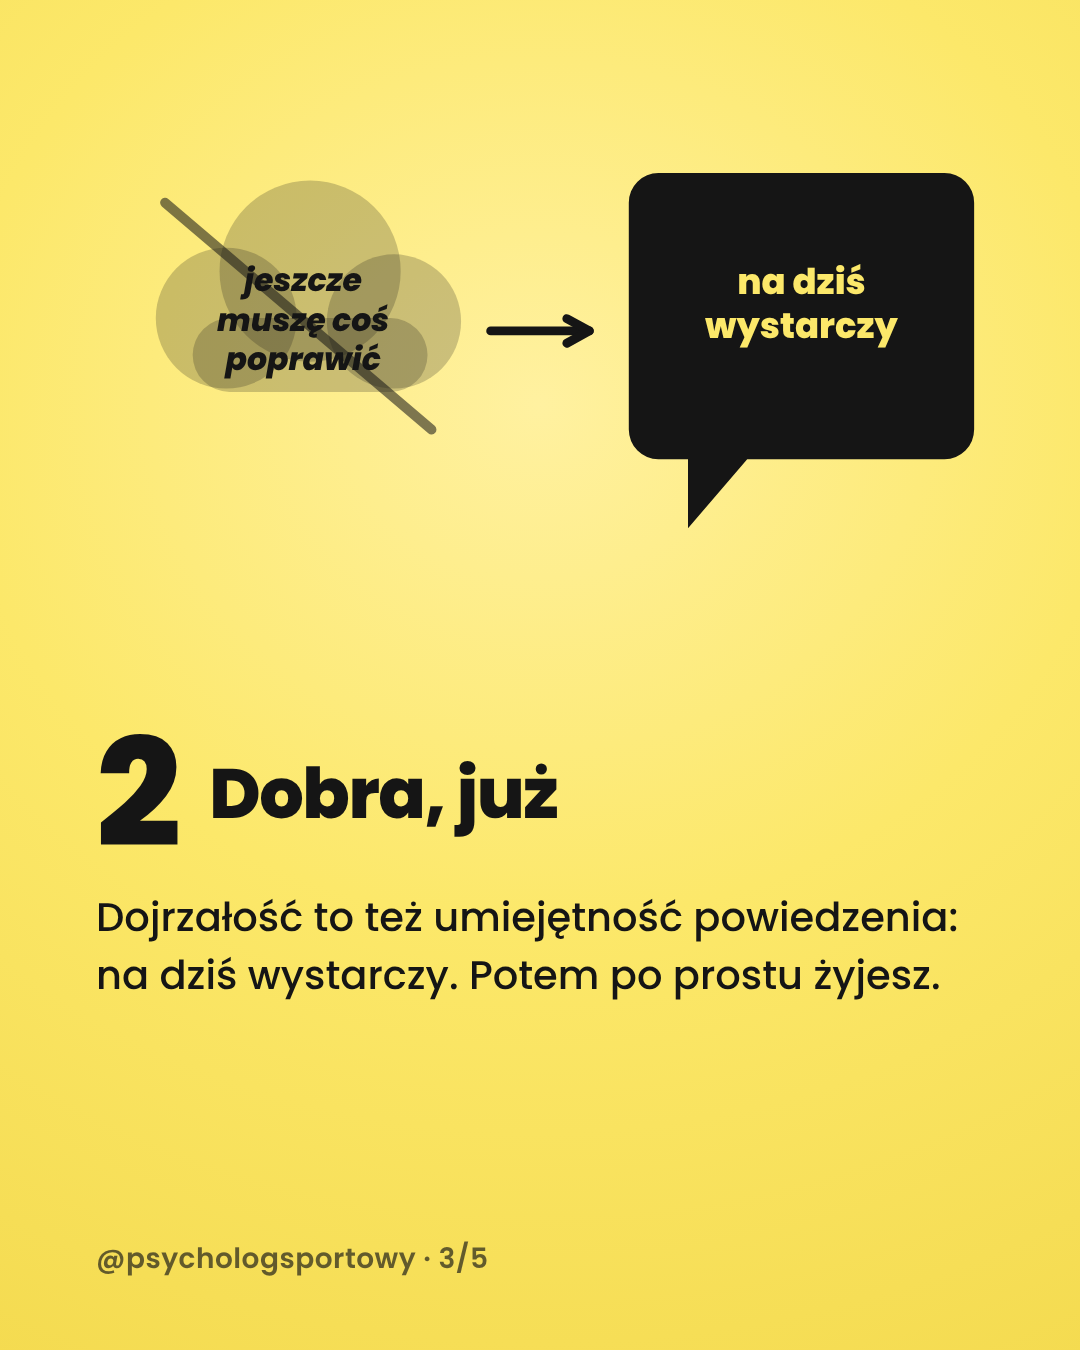 jeszcze
muszę coś
poprawić
na dziś
wystarczy
2 Dobra, już
Dojrzałość to też umiejętność powiedzenia:
na dziś wystarczy. Potem po prostu żyjesz.
@psychologsportowy · 3/5